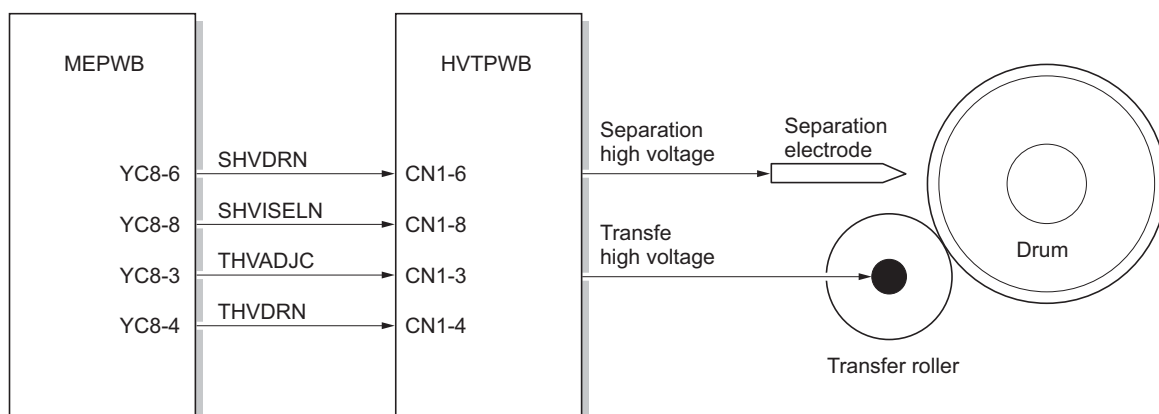 MEPWB
HVTPWB
YC8-6
SHVDRN
CN1-6
YC8-8
SHVISELN
CN1-8
YC8-3
THVADJC
CN1-3
YC8-4
THVDRN
CN1-4
Separation
high voltage
Separation
electrode
Transfe
high voltage
Drum
Transfer roller